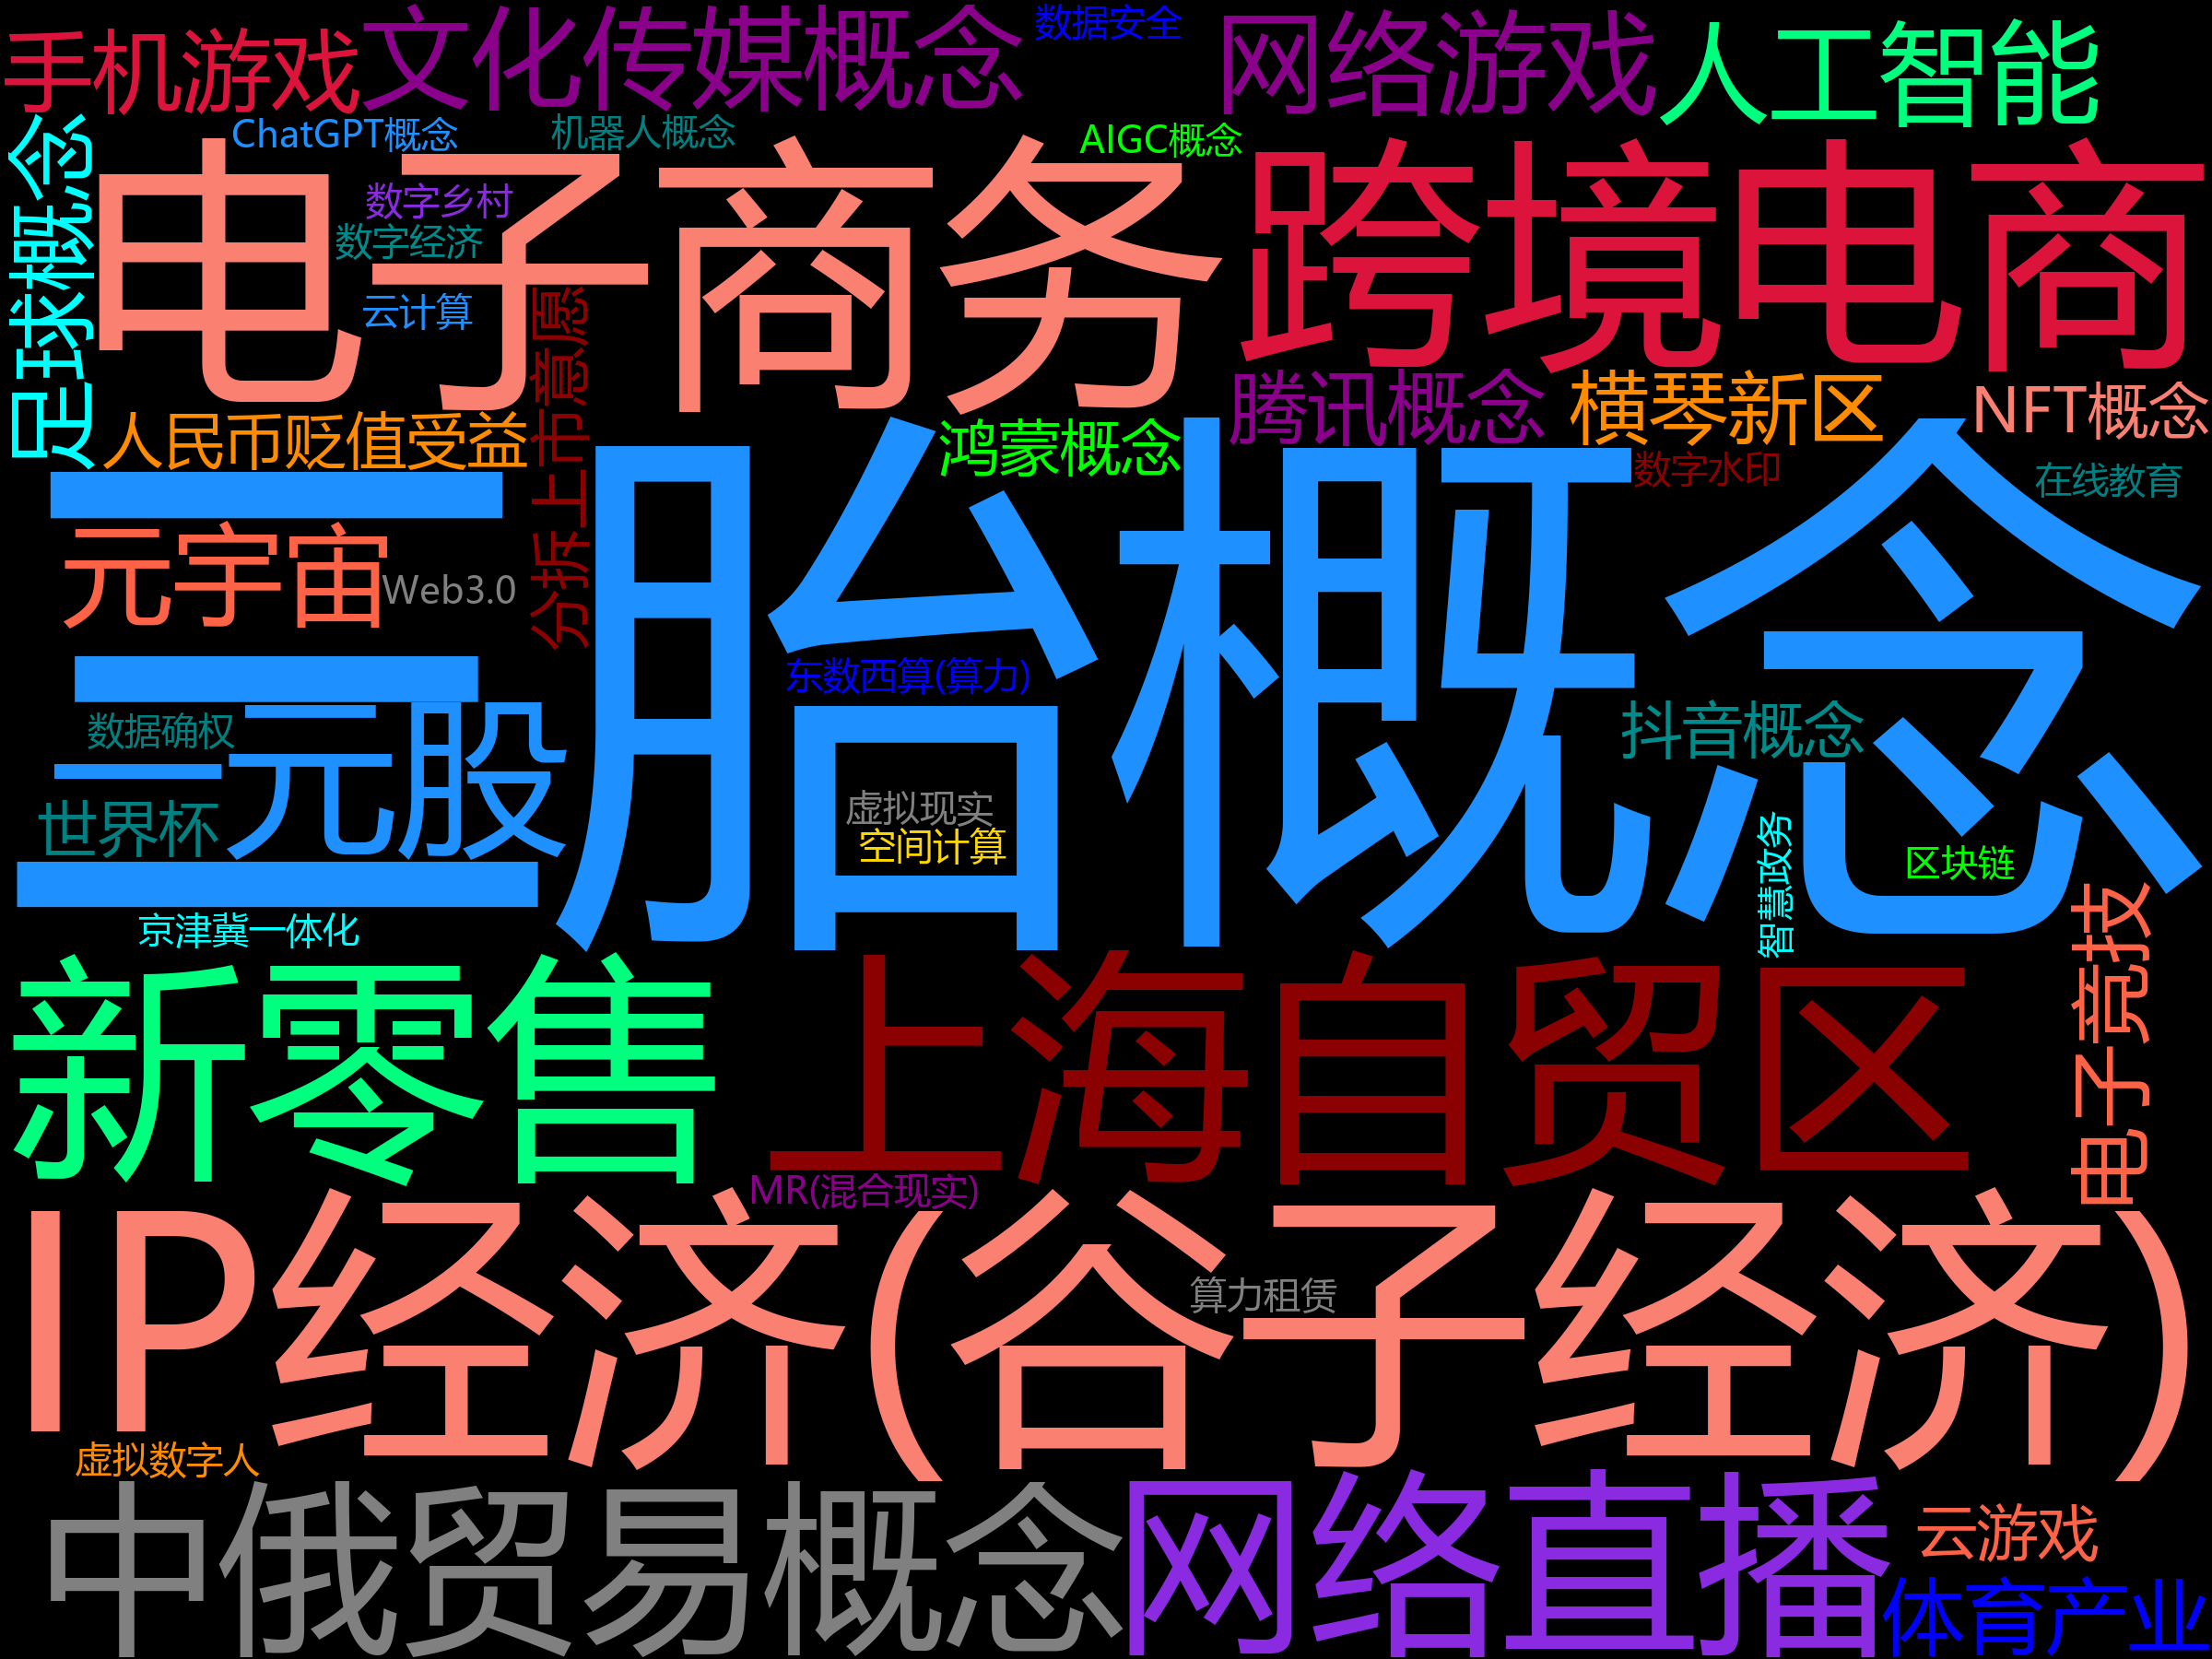 手机游戏
文化传媒概念
数据安全
网络游戏
人工智能
ChatGPT概念
机器人概念
AIGC概念
足球概念
电子商务
跨境电商
数字乡村
数字经济
云计算
分拆上市意愿
人民币贬值受益
鸿蒙概念
腾讯概念
横琴新区
NFT概念
数字水印
在线教育
三胎概念
元宇宙
Web3.0
东数西算(算力)
数据确权
一元股
抖音概念
世界杯
虚拟现实
空间计算
智慧政务
区块链
京津冀一体化
新零售
上海自贸区
电子竞技
MR(混合现实)
IP经济(谷子经济)
算力租赁
虚拟数字人
中俄贸易概念
网络直播
云游戏
体育产业